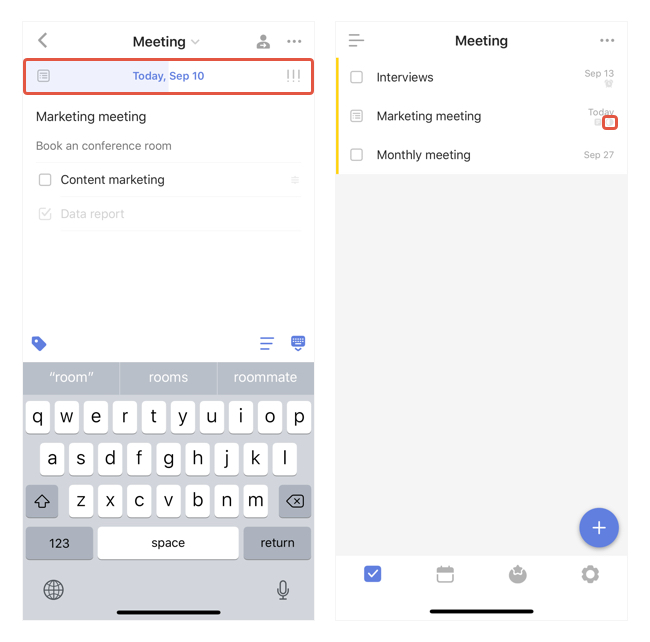 Meeting
Today, Sep 10
Marketing meeting
Book an conference room
Content marketing
Data report
“room”
rooms
roommate
q w e r t y u i o p
a s d f g h j k l
z x c v b n m
123
space
return
Meeting
Interviews
Sep 13
Marketing meeting
Today
Monthly meeting
Sep 27